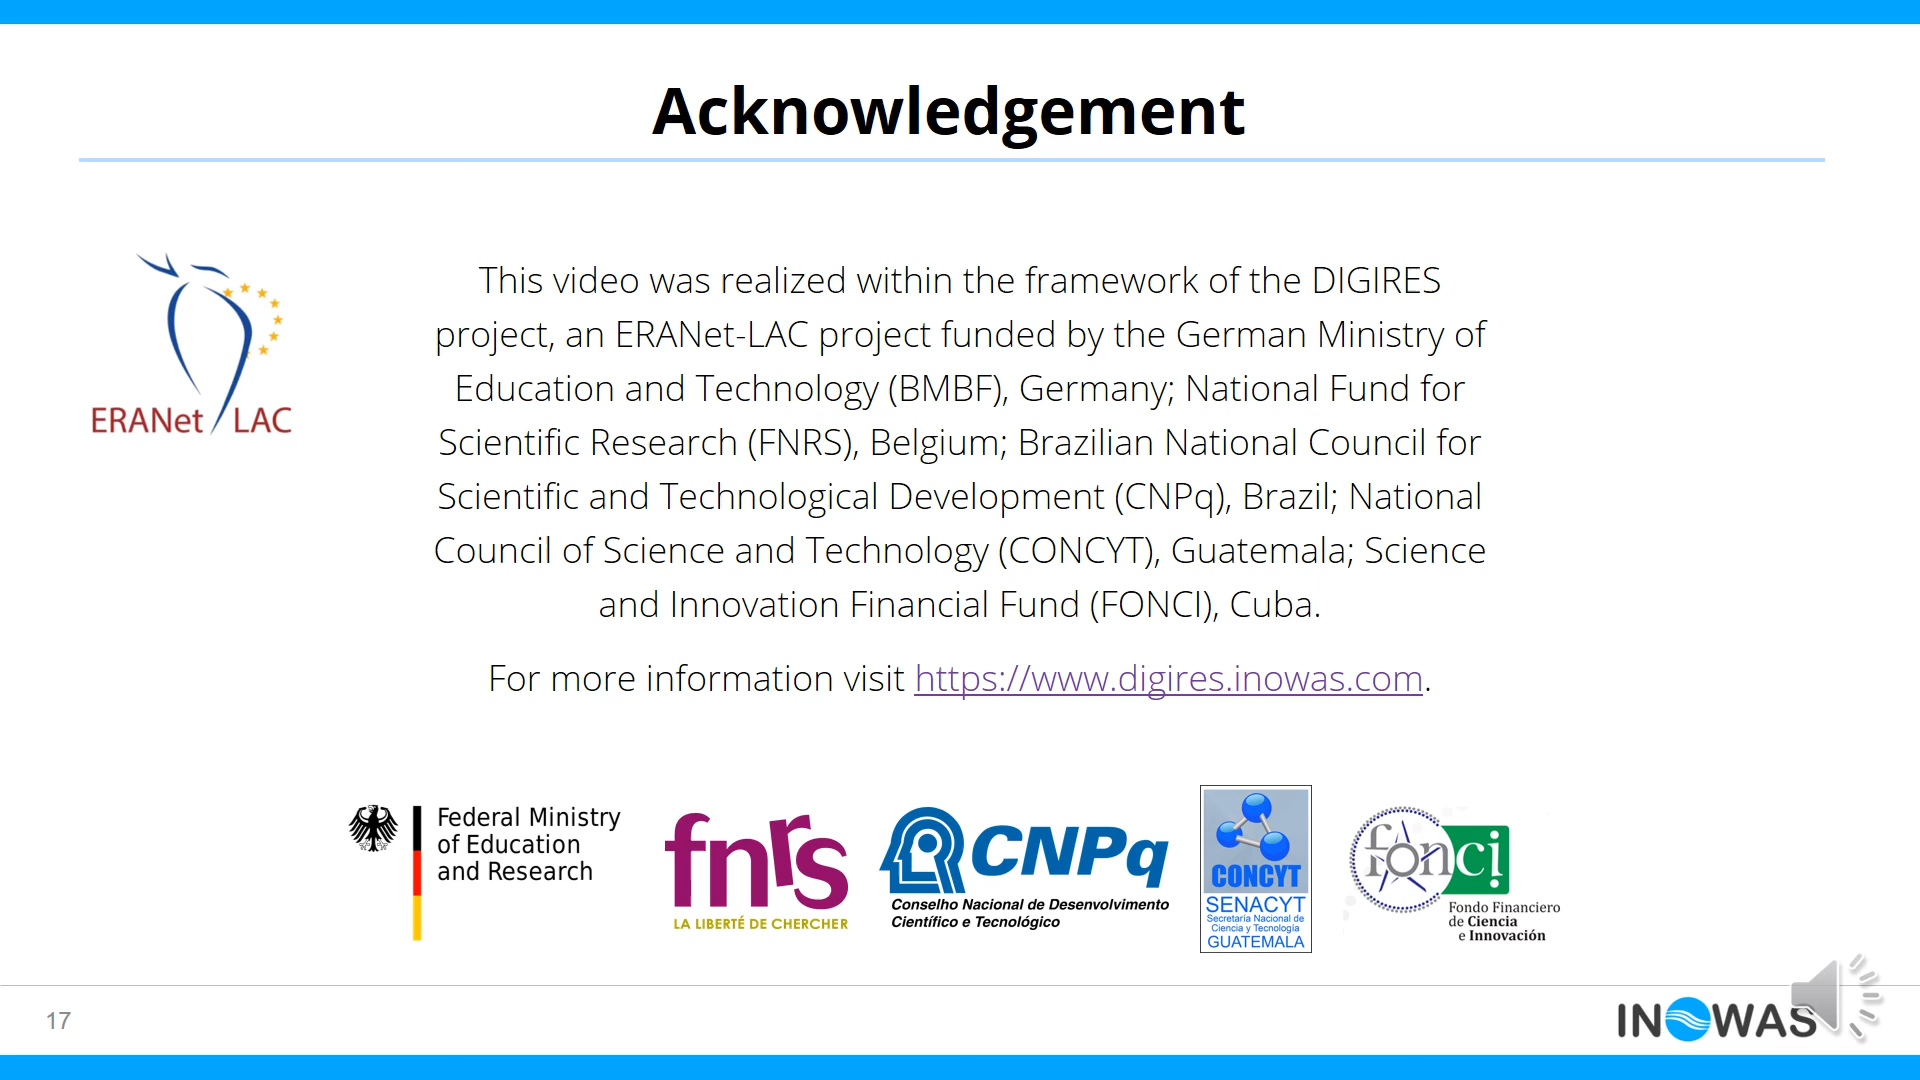 Acknowledgement
ERANet LAC
This video was realized within the framework of the DIGIRES
project, an ERANet-LAC project funded by the German Ministry of
Education and Technology (BMBF), Germany; National Fund for
Scientific Research (FNRS), Belgium; Brazilian National Council for
Scientific and Technological Development (CNPq), Brazil; National
Council of Science and Technology (CONCYT), Guatemala; Science
and Innovation Financial Fund (FONCI), Cuba.
For more information visit https://www.digires.inowas.com.
Federal Ministry
of Education
and Research
fnrs
LA LIBERTÉ DE CHERCHER
CNPq
Conselho Nacional de Desenvolvimento
Científico e Tecnológico
CONCYT
SENACYT
Secretaría Nacional de
Ciencia y Tecnología
GUATEMALA
fonci
Fondo Financiero
de Ciencia
e Innovación
17
INOWAS